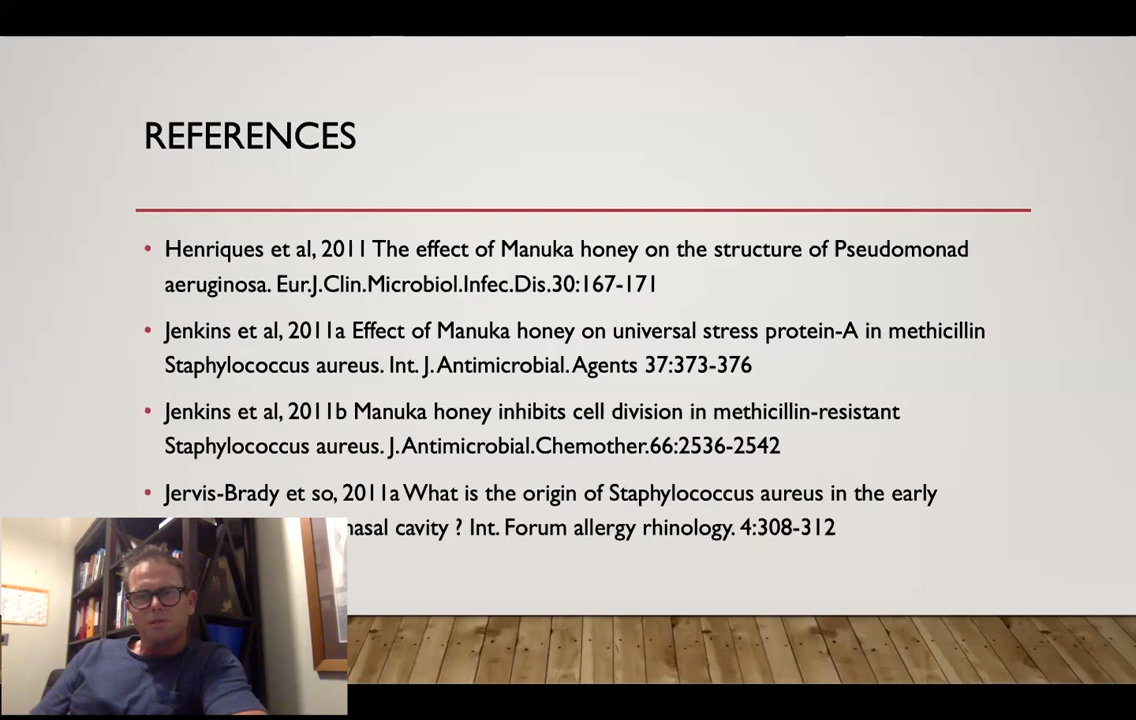 REFERENCES
• Henriques et al, 2011 The effect of Manuka honey on the structure of Pseudomonad
aeruginosa. Eur.J.Clin.Microbiol.Infec.Dis.30:167-171
• Jenkins et al, 2011a Effect of Manuka honey on universal stress protein-A in methicillin
Staphylococcus aureus. Int. J. Antimicrobial. Agents 37:373-376
• Jenkins et al, 2011b Manuka honey inhibits cell division in methicillin-resistant
Staphylococcus aureus. J. Antimicrobial.Chemother.66:2536-2542
• Jervis-Brady et so, 2011a What is the origin of Staphylococcus aureus in the early
nasal cavity ? Int. Forum allergy rhinology. 4:308-312